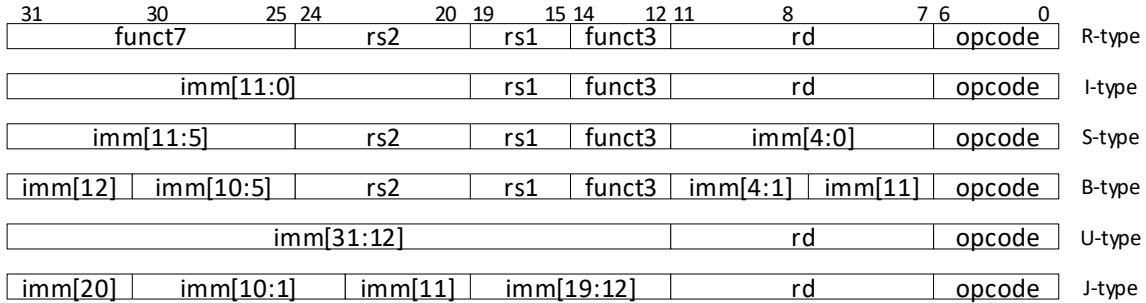 31 30 25 24 20 19 15 14 12 11 8 7 6 0
funct7 rs2 rs1 funct3 rd opcode R-type
imm[11:0] rs1 funct3 rd opcode I-type
imm[11:5] rs2 rs1 funct3 imm[4:0] opcode S-type
imm[12] imm[10:5] rs2 rs1 funct3 imm[4:1] imm[11] opcode B-type
imm[31:12] rd opcode U-type
imm[20] imm[10:1] imm[11] imm[19:12] rd opcode J-type